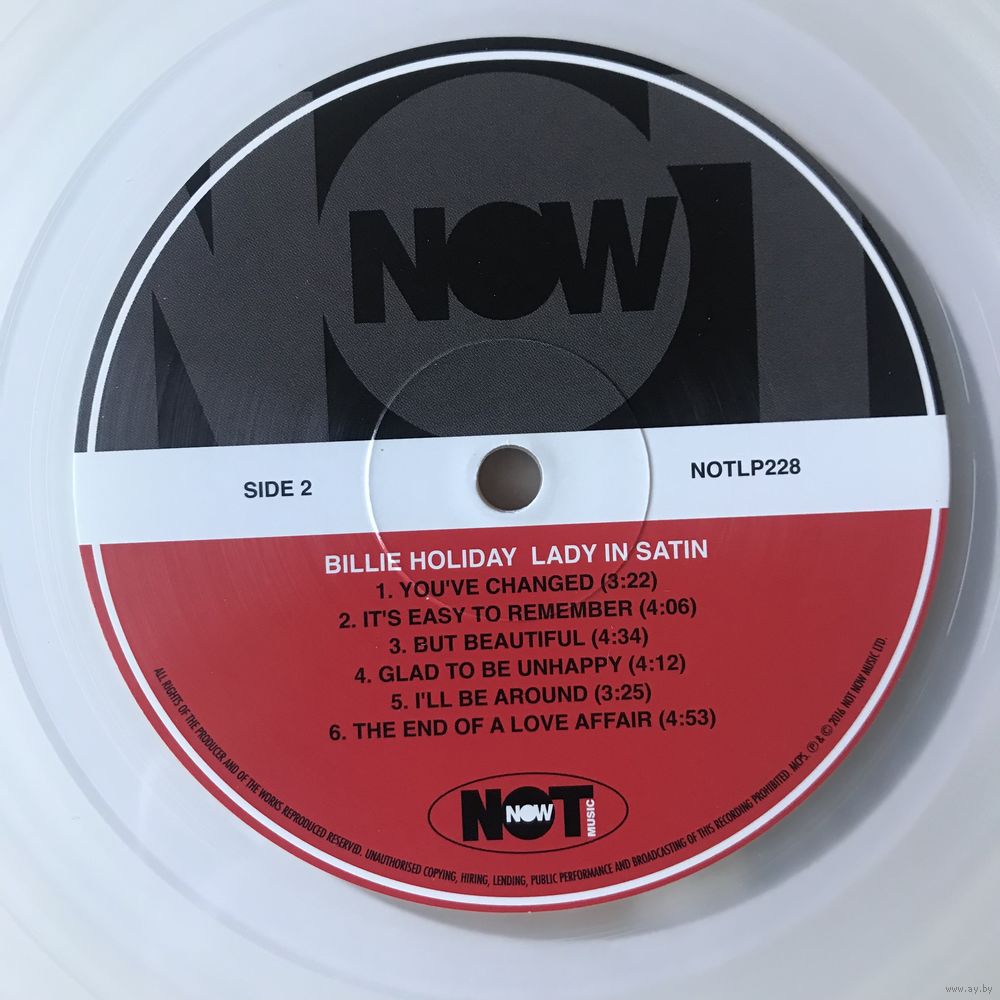 NOW
SIDE 2
NOTLP228
BILLIE HOLIDAY LADY IN SATIN
1. YOU'VE CHANGED (3:22)
2. IT'S EASY TO REMEMBER (4:06)
3. BUT BEAUTIFUL (4:34)
4. GLAD TO BE UNHAPPY (4:12)
5. I'LL BE AROUND (3:25)
6. THE END OF A LOVE AFFAIR (4:53)
NOT NOW MUSIC
ALL RIGHTS OF THE PRODUCER AND OF THE WORKS REPRODUCED RESERVED. UNAUTHORISED COPYING, HIRING, LENDING, PUBLIC PERFORMANCE AND BROADCASTING OF THIS RECORDING PROHIBITED. MCPS. ℗ & © 2016 NOT NOW MUSIC LTD.
www.ay.by